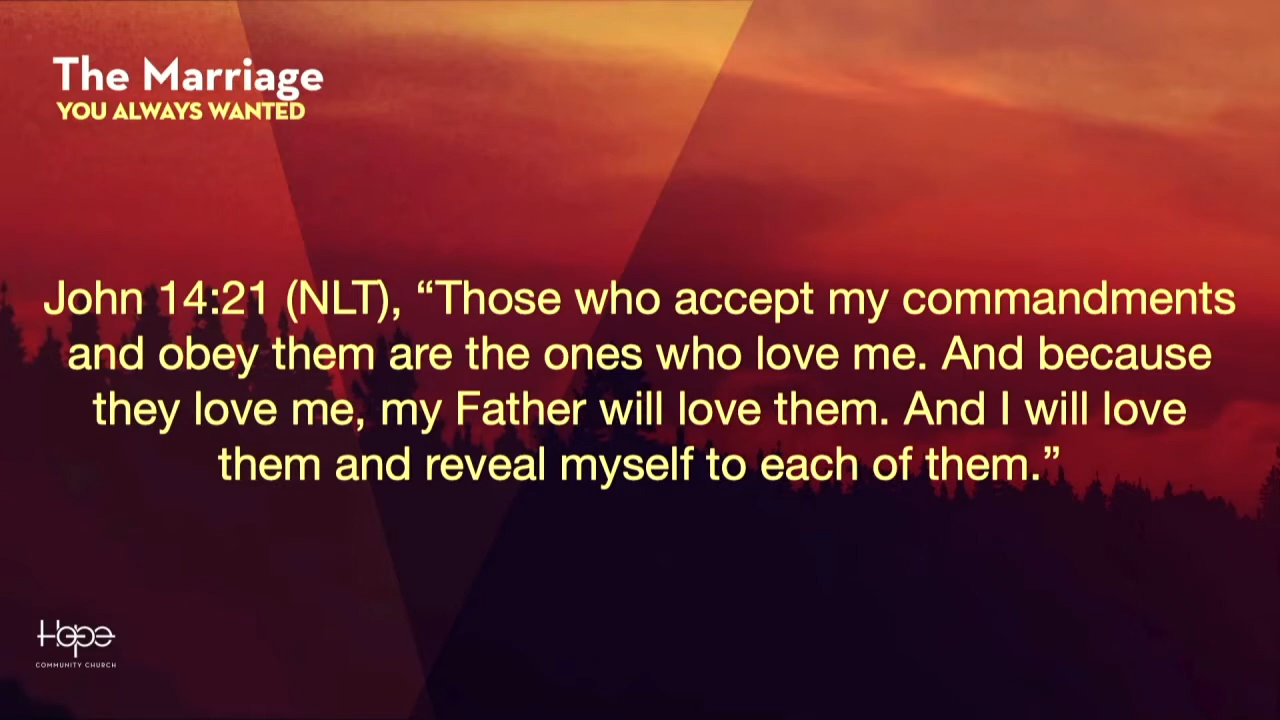 The Marriage
YOU ALWAYS WANTED
John 14:21 (NLT), “Those who accept my commandments
and obey them are the ones who love me. And because
they love me, my Father will love them. And I will love
them and reveal myself to each of them.”
Hope
COMMUNITY CHURCH